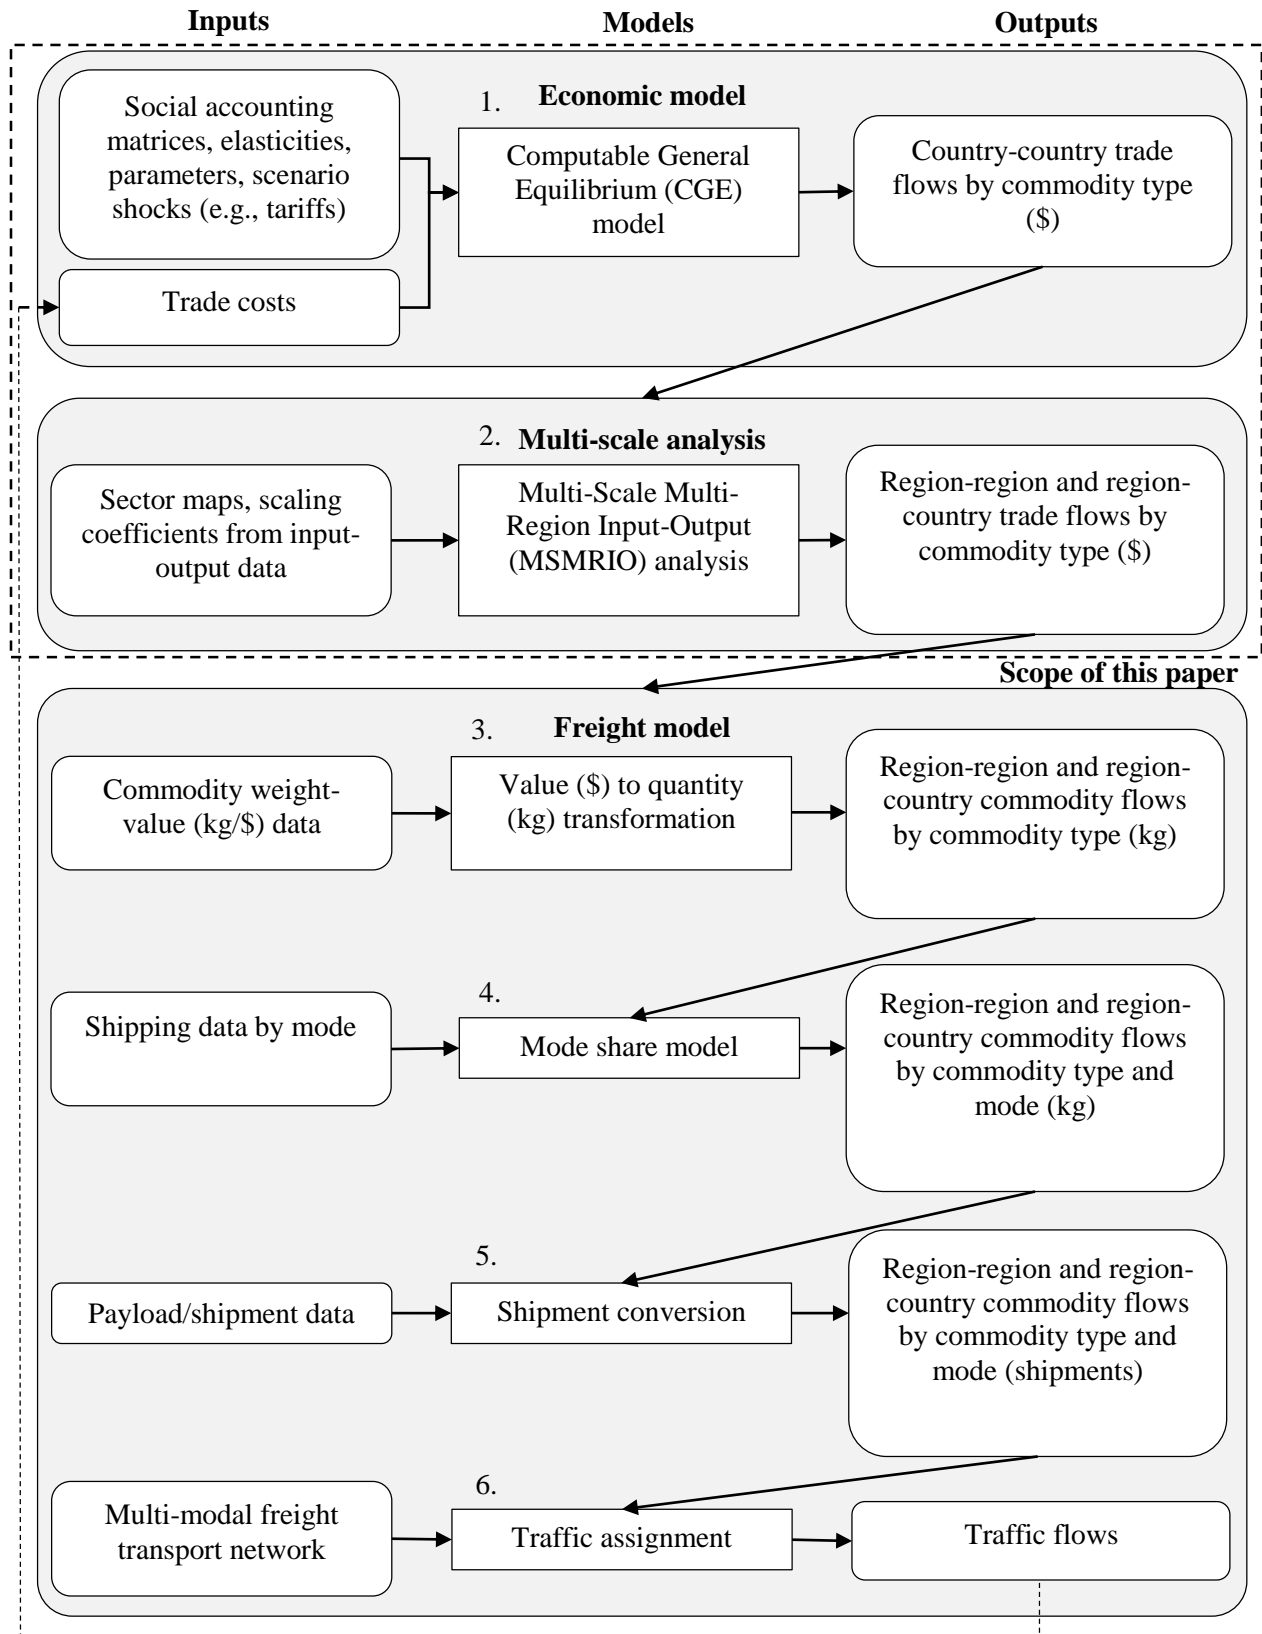 Inputs
Models
Outputs
Social accounting
matrices, elasticities,
parameters, scenario
shocks (e.g., tariffs)
Trade costs
1. Economic model
Computable General
Equilibrium (CGE)
model
Country-country trade
flows by commodity type
($)
2. Multi-scale analysis
Sector maps, scaling
coefficients from input-
output data
Multi-Scale Multi-
Region Input-Output
(MSMRIO) analysis
Region-region and region-
country trade flows by
commodity type ($)
Scope of this paper
3. Freight model
Commodity weight-
value (kg/$) data
Value ($) to quantity
(kg) transformation
Region-region and region-
country commodity flows
by commodity type (kg)
4.
Shipping data by mode
Mode share model
Region-region and region-
country commodity flows
by commodity type and
mode (kg)
5.
Payload/shipment data
Shipment conversion
Region-region and region-
country commodity flows
by commodity type and
mode (shipments)
6.
Multi-modal freight
transport network
Traffic assignment
Traffic flows